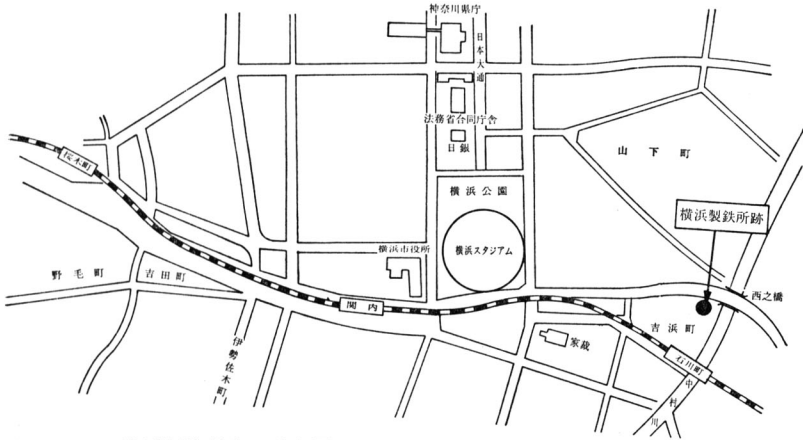 神奈川県庁
日本大通
法務省合同庁舎
日銀
山下町
桜木町
横浜公園
横浜製鉄所跡
横浜市役所
横浜スタジアム
野毛町
吉田町
関内
西之橋
吉浜町
伊勢佐木町
家裁
石川町
中村川